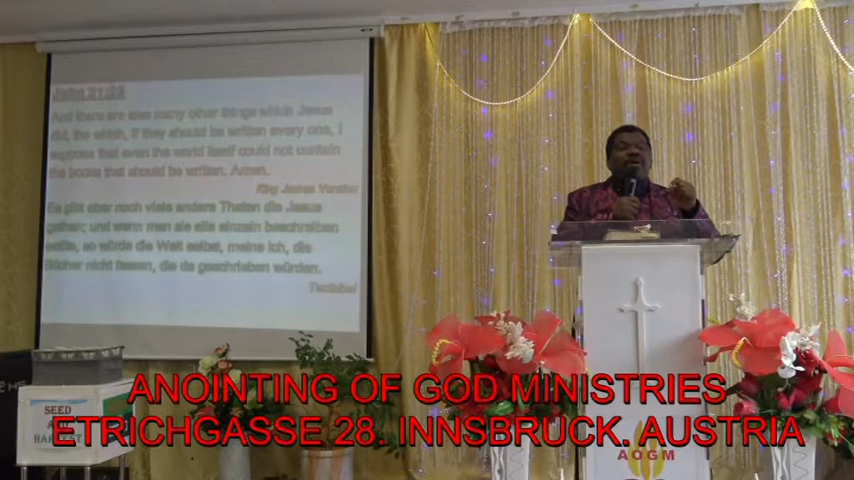 John 21:25
And there are also many other things which Jesus
did, the which, if they should be written every one, I
suppose that even the world itself could not contain
the books that should be written. Amen.
King James Version
Es gibt aber noch viele andere Thaten die Jesus
gethan; und wenn man sie alle einzeln beschreiben
wollte, so würde die Welt selbst, meine ich, die
Bücher nicht fassen, die da geschrieben würden.
Textbibel
SEED
AND
HARVEST
ANOINTING OF GOD MINISTRIES
ETRICHGASSE 28. INNSBRUCK. AUSTRIA
AOGM